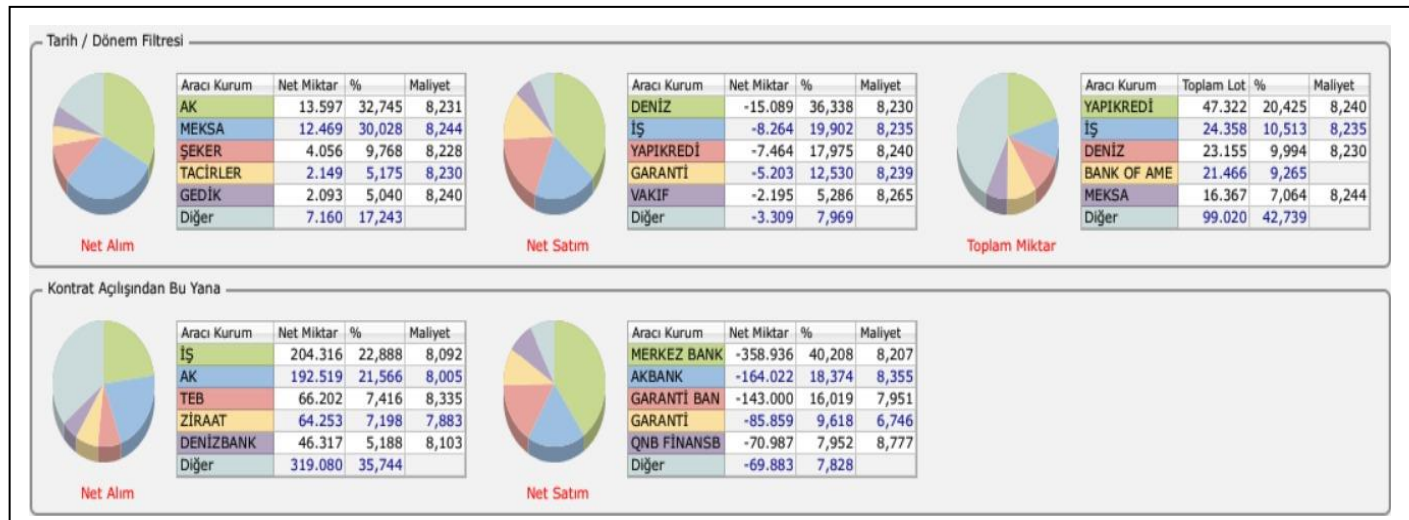 Tarih / Dönem Filtresi
Aracı Kurum Net Miktar % Maliyet
AK 13.597 32,745 8,231
MEKSA 12.469 30,028 8,244
ŞEKER 4.056 9,768 8,228
TACİRLER 2.149 5,175 8,230
GEDİK 2.093 5,040 8,240
Diğer 7.160 17,243
Net Alım
Aracı Kurum Net Miktar % Maliyet
DENİZ -15.089 36,338 8,230
İŞ -8.264 19,902 8,235
YAPIKREDİ -7.464 17,975 8,240
GARANTİ -5.203 12,530 8,239
VAKIF -2.195 5,286 8,265
Diğer -3.309 7,969
Net Satım
Aracı Kurum Toplam Lot % Maliyet
YAPIKREDİ 47.322 20,425 8,240
İŞ 24.358 10,513 8,235
DENİZ 23.155 9,994 8,230
BANK OF AME 21.466 9,265
MEKSA 16.367 7,064 8,244
Diğer 99.020 42,739
Toplam Miktar
Kontrat Açılışından Bu Yana
Aracı Kurum Net Miktar % Maliyet
İŞ 204.316 22,888 8,092
AK 192.519 21,566 8,005
TEB 66.202 7,416 8,335
ZİRAAT 64.253 7,198 7,883
DENİZBANK 46.317 5,188 8,103
Diğer 319.080 35,744
Net Alım
Aracı Kurum Net Miktar % Maliyet
MERKEZ BANK -358.936 40,208 8,207
AKBANK -164.022 18,374 8,355
GARANTİ BAN -143.000 16,019 7,951
GARANTİ -85.859 9,618 6,746
QNB FİNANSB -70.987 7,952 8,777
Diğer -69.883 7,828
Net Satım